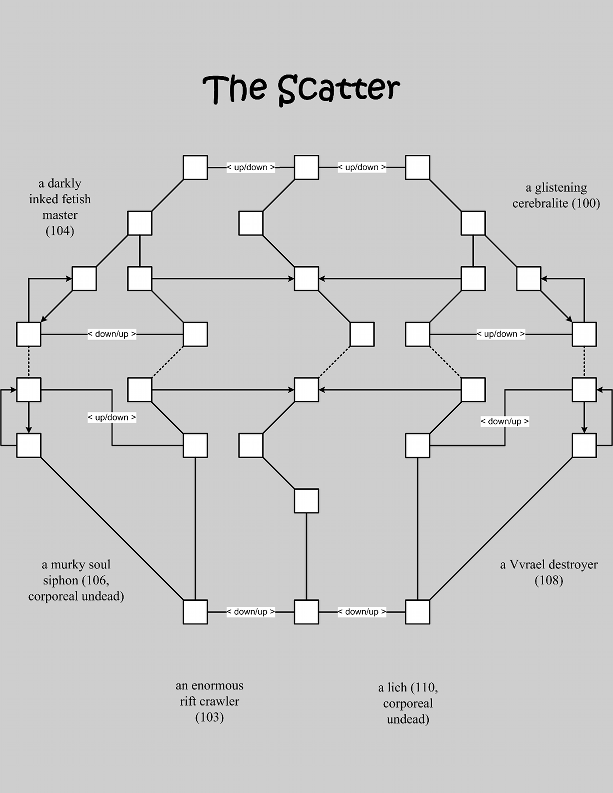 The Scatter
< up/down >
< up/down >
a darkly
inked fetish
master
(104)
a glistening
cerebralite (100)
< down/up >
< up/down >
< up/down >
< down/up >
a murky soul
siphon (106,
corporeal undead)
a Vvrael destroyer
(108)
< down/up >
< down/up >
an enormous
rift crawler
(103)
a lich (110,
corporeal
undead)